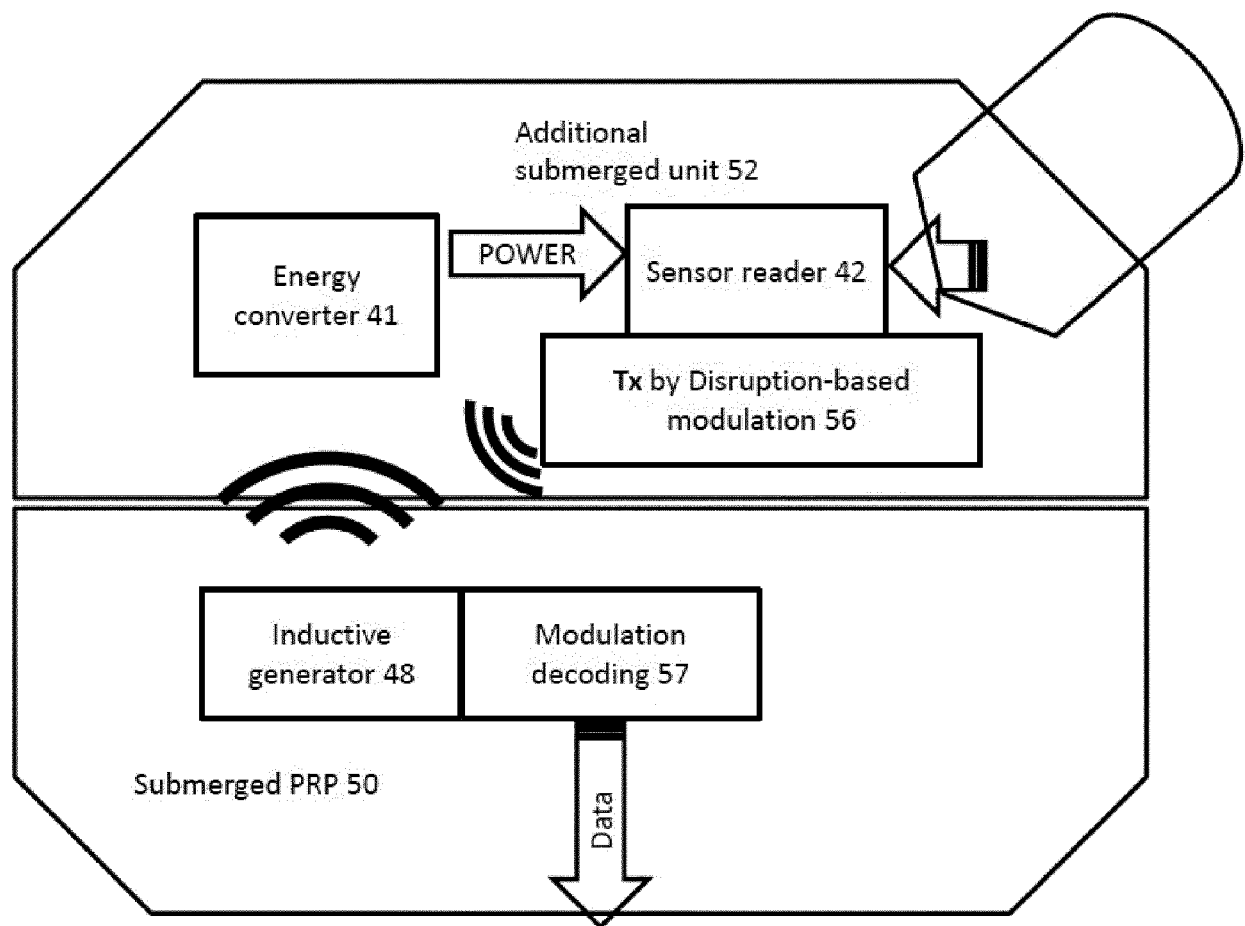 Additional
submerged unit 52
Energy
converter 41
POWER
Sensor reader 42
Tx by Disruption-based
modulation 56
Inductive
generator 48
Modulation
decoding 57
Submerged PRP 50
Data